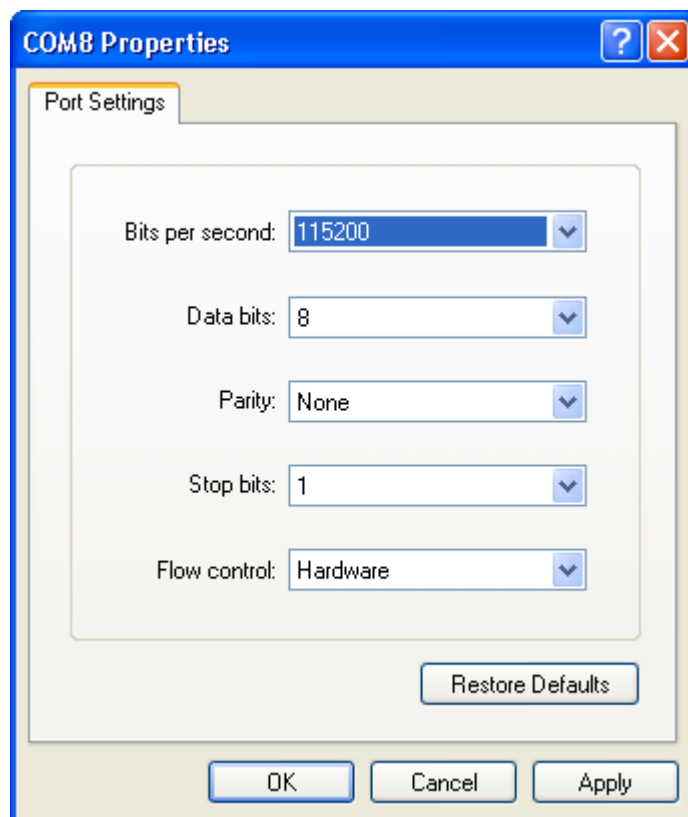 COM8 Properties
Port Settings
Bits per second: 115200
Data bits: 8
Parity: None
Stop bits: 1
Flow control: Hardware
Restore Defaults
OK Cancel Apply